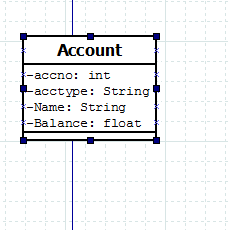 Account
-accno: int
-acctype: String
-Name: String
-Balance: float